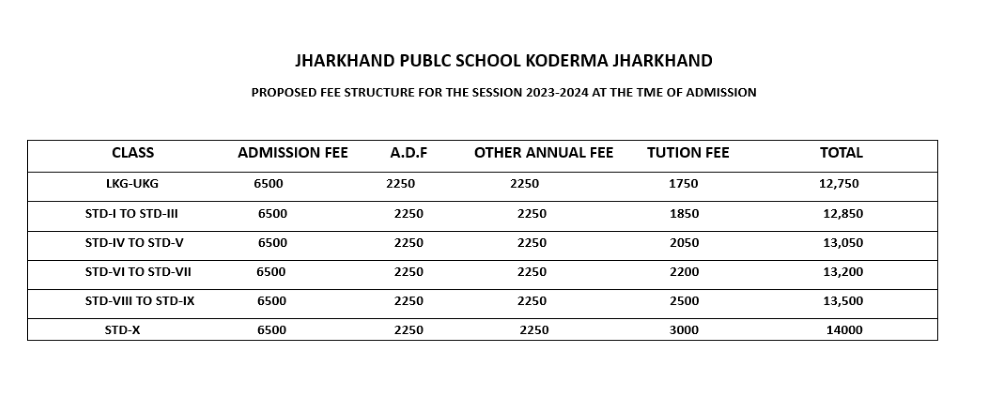 JHARKHAND PUBLC SCHOOL KODERMA JHARKHAND
PROPOSED FEE STRUCTURE FOR THE SESSION 2023-2024 AT THE TME OF ADMISSION
CLASS ADMISSION FEE A.D.F OTHER ANNUAL FEE TUTION FEE TOTAL
LKG-UKG 6500 2250 2250 1750 12,750
STD-I TO STD-III 6500 2250 2250 1850 12,850
STD-IV TO STD-V 6500 2250 2250 2050 13,050
STD-VI TO STD-VII 6500 2250 2250 2200 13,200
STD-VIII TO STD-IX 6500 2250 2250 2500 13,500
STD-X 6500 2250 2250 3000 14000